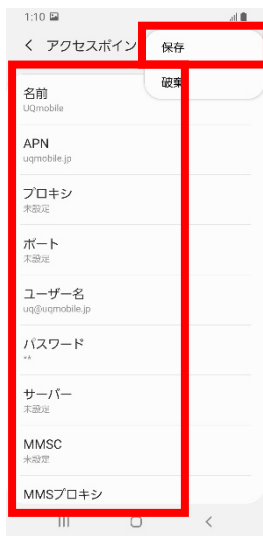 1:10
アクセスポイン
保存
破棄
名前
UQmobile
APN
uqmobile.jp
プロキシ
未設定
ポート
未設定
ユーザー名
uq@uqmobile.jp
パスワード
**
サーバー
未設定
MMSC
未設定
MMSプロキシ